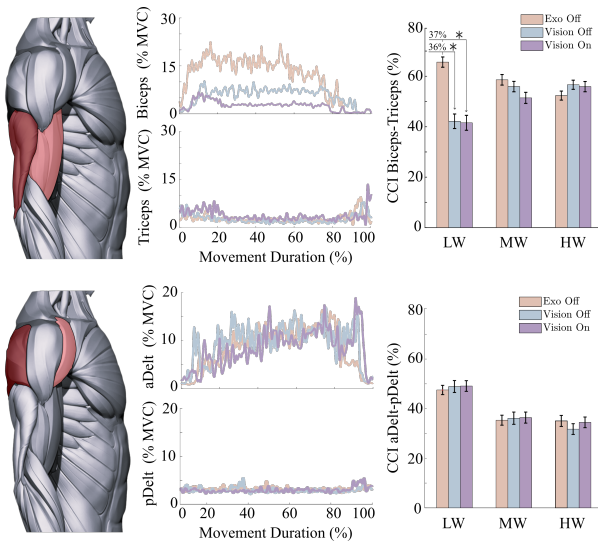 Biceps (% MVC)
30
15
0
Triceps (% MVC)
30
15
0
0 20 40 60 80 100
Movement Duration (%)
CCI Biceps-Triceps (%)
80
60
40
20
0
Exo Off
Vision Off
Vision On
37% *
36% *
LW MW HW
aDelt (% MVC)
20
10
0
pDelt (% MVC)
20
10
0
0 20 40 60 80 100
Movement Duration (%)
CCI aDelt-pDelt (%)
80
60
40
20
0
Exo Off
Vision Off
Vision On
LW MW HW